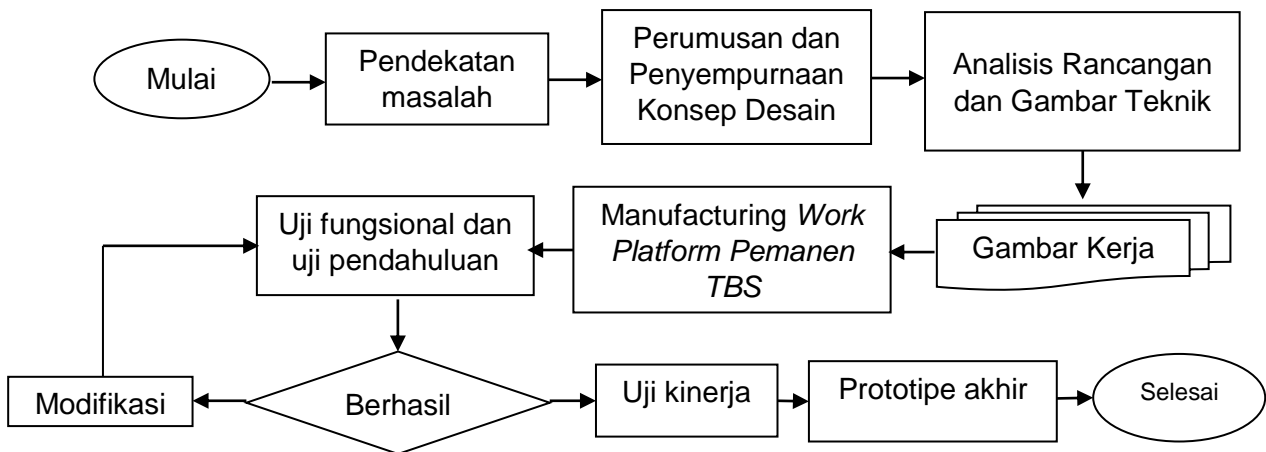 Mulai
Pendekatan
masalah
Perumusan dan
Penyempurnaan
Konsep Desain
Analisis Rancangan
dan Gambar Teknik
Gambar Kerja
Manufacturing Work
Platform Pemanen
TBS
Uji fungsional dan
uji pendahuluan
Berhasil
Modifikasi
Uji kinerja
Prototipe akhir
Selesai